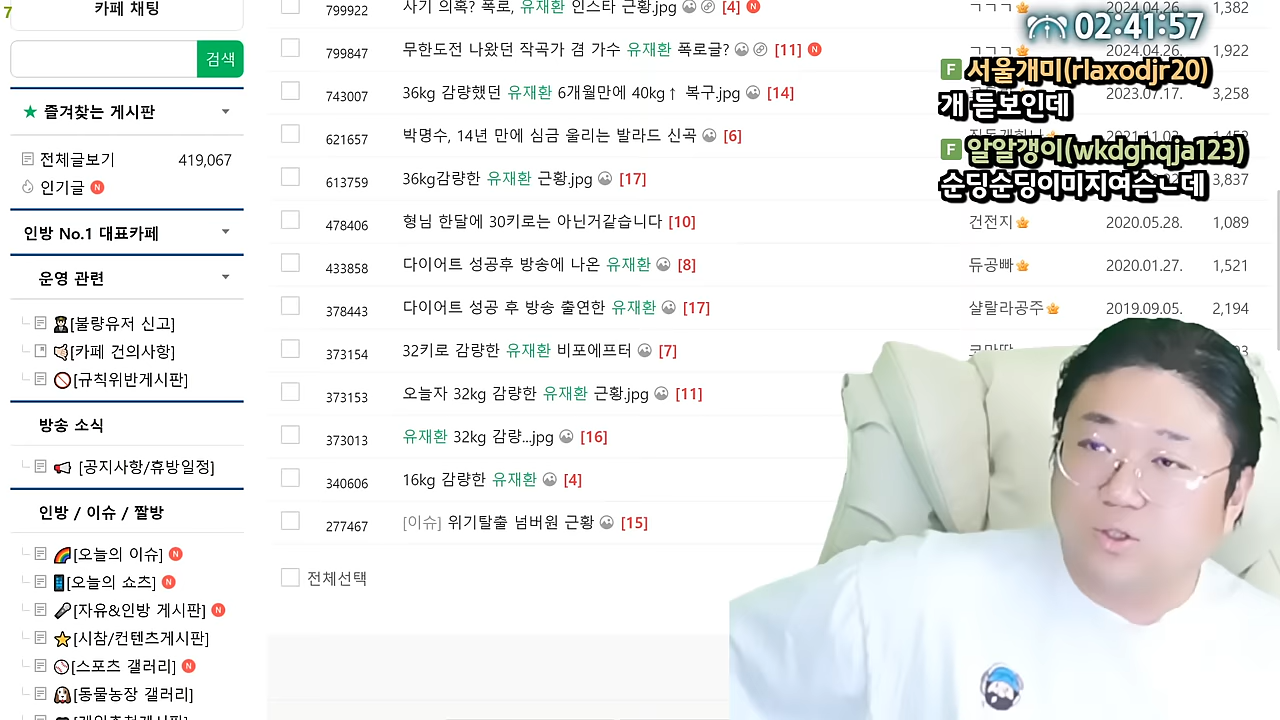 7
카페 채팅
검색
★ 즐겨찾는 게시판
전체글보기 419,067
인기글 N
인방 No.1 대표카페
운영 관련
[불량유저 신고]
[카페 건의사항]
[규칙위반게시판]
방송 소식
[공지사항/휴방일정]
인방 / 이슈 / 짤방
[오늘의 이슈] N
[오늘의 쇼츠] N
[자유&인방 게시판] N
[시참/컨텐츠게시판]
[스포츠 갤러리] N
[동물농장 갤러리]
799922 사기 의혹? 폭로, 유재환 인스타 근황.jpg [4] N ㄱㄱㄱ 2024.04.26. 1,382
799847 무한도전 나왔던 작곡가 겸 가수 유재환 폭로글? [11] N ㄱㄱㄱ 2024.04.26. 1,922
743007 36kg 감량했던 유재환 6개월만에 40kg↑ 복구.jpg [14] 2023.07.17. 3,258
621657 박명수, 14년 만에 심금 울리는 발라드 신곡 [6]
613759 36kg감량한 유재환 근황.jpg [17] 3,837
478406 형님 한달에 30키로는 아닌거같습니다 [10] 건전지 2020.05.28. 1,089
433858 다이어트 성공후 방송에 나온 유재환 [8] 듀공빠 2020.01.27. 1,521
378443 다이어트 성공 후 방송 출연한 유재환 [17] 샬랄라공주 2019.09.05. 2,194
373154 32키로 감량한 유재환 비포에프터 [7]
373153 오늘자 32kg 감량한 유재환 근황.jpg [11]
373013 유재환 32kg 감량...jpg [16]
340606 16kg 감량한 유재환 [4]
277467 [이슈] 위기탈출 넘버원 근황 [15]
전체선택
02:41:57
F 서울개미(rlaxodjr20)
개 듣보인데
F 알알갱이(wkdghqja123)
순딩순딩이미지여슨ㄴ데